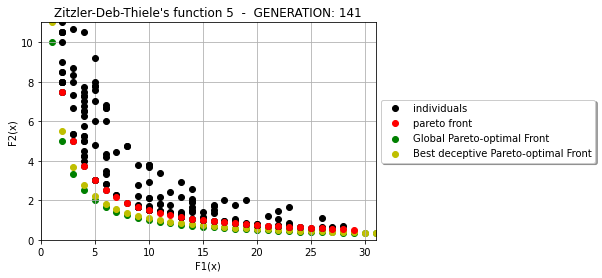 Zitzler-Deb-Thiele's function 5  -  GENERATION: 141
10
8
6
4
2
0
F2(x)
0 5 10 15 20 25 30
F1(x)
individuals
pareto front
Global Pareto-optimal Front
Best deceptive Pareto-optimal Front